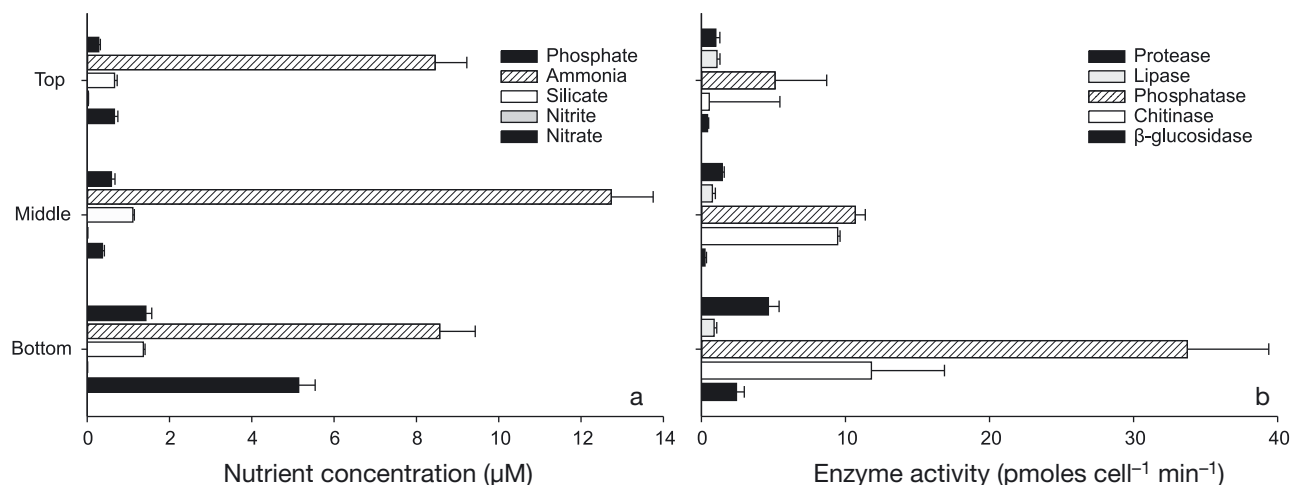 Phosphate
Ammonia
Silicate
Nitrite
Nitrate
Top
Middle
Bottom
a
0 2 4 6 8 10 12 14
Nutrient concentration (µM)
Protease
Lipase
Phosphatase
Chitinase
β-glucosidase
b
0 10 20 30 40
Enzyme activity (pmoles cell⁻¹ min⁻¹)